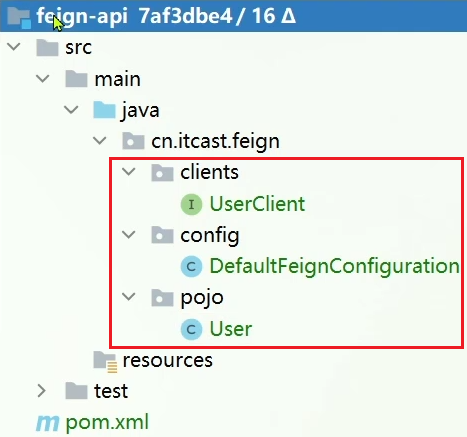 feign-api 7af3dbe4 / 16 Δ
src
main
java
cn.itcast.feign
clients
I UserClient
config
C DefaultFeignConfiguration
pojo
C User
resources
test
m pom.xml